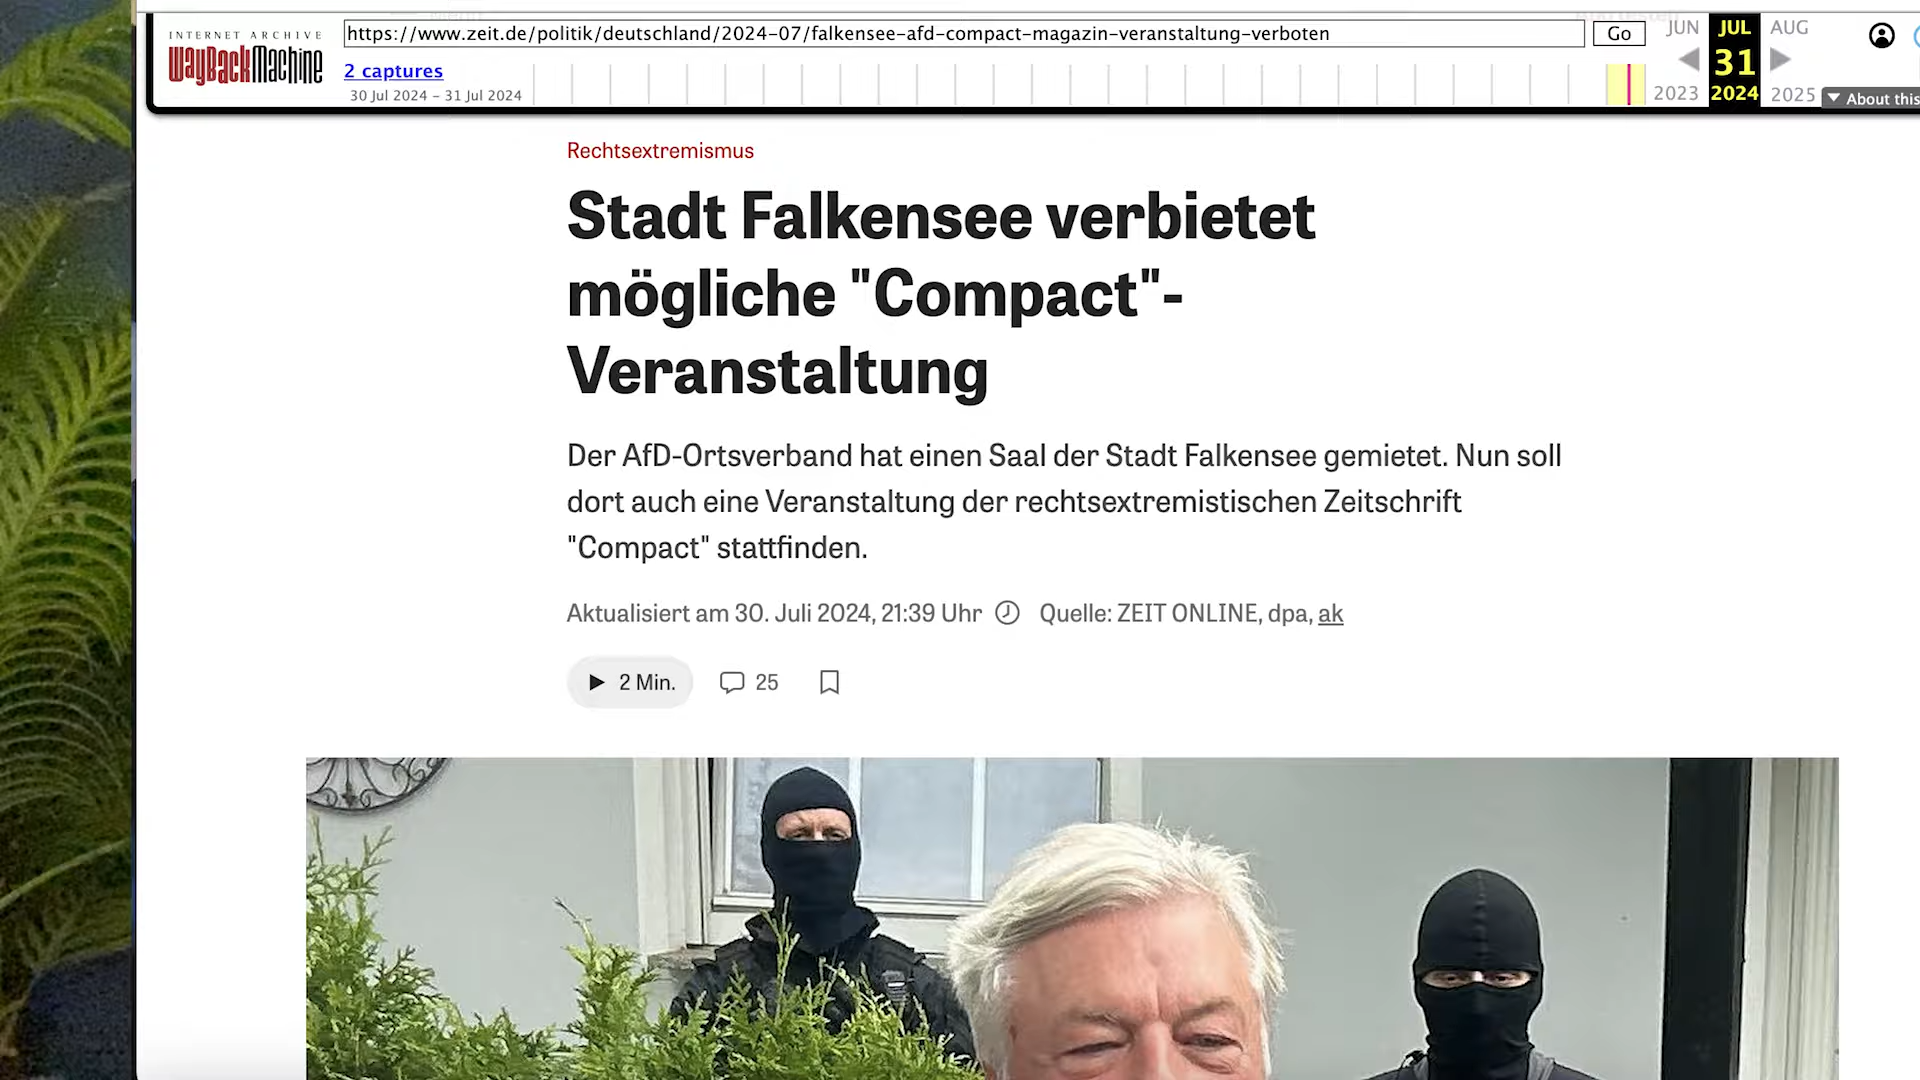 INTERNET ARCHIVE
WayBackMachine
https://www.zeit.de/politik/deutschland/2024-07/falkensee-afd-compact-magazin-veranstaltung-verboten
Go
JUN
JUL
AUG
2 captures
31
30 Jul 2024 – 31 Jul 2024
2023
2024
2025
▼ About this
Rechtsextremismus
Stadt Falkensee verbietet
mögliche "Compact"-
Veranstaltung
Der AfD-Ortsverband hat einen Saal der Stadt Falkensee gemietet. Nun soll
dort auch eine Veranstaltung der rechtsextremistischen Zeitschrift
"Compact" stattfinden.
Aktualisiert am 30. Juli 2024, 21:39 Uhr
Quelle: ZEIT ONLINE, dpa, ak
2 Min.
25